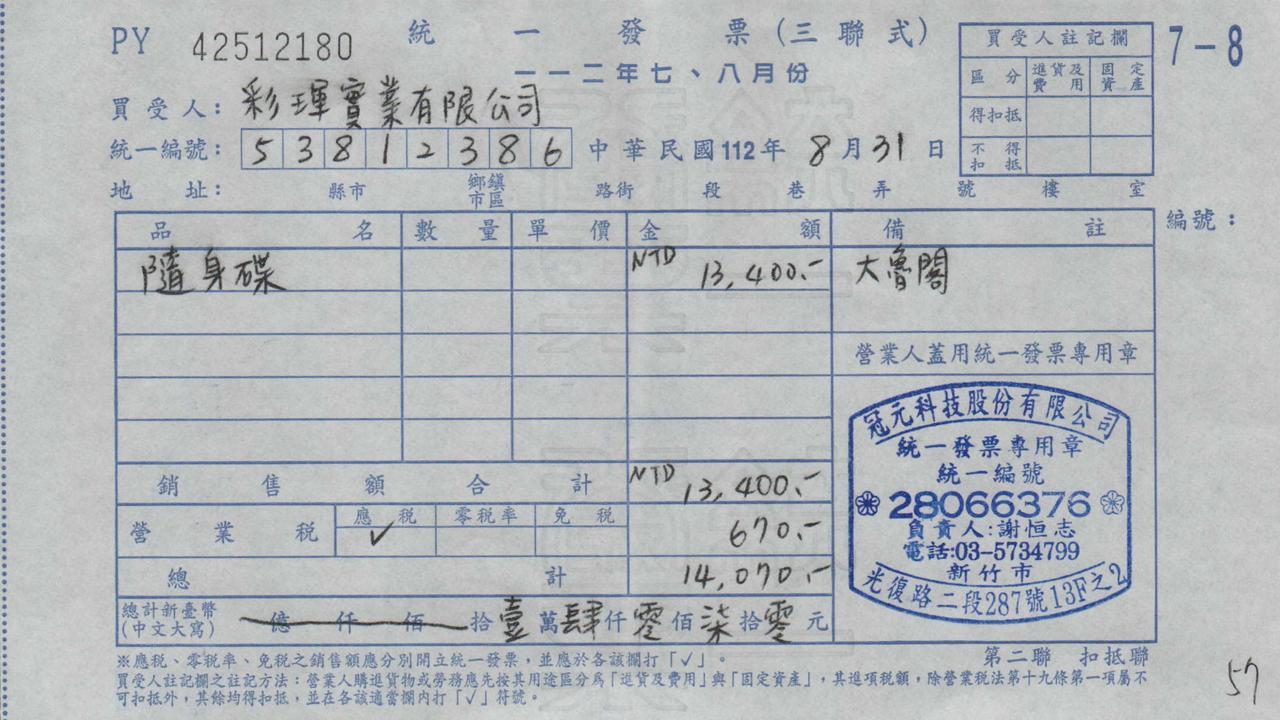 PY 42512180 統一發票(三聯式)
一一二年七、八月份
7-8
買受人註記欄
區分 進貨及費用 固定資產
得扣抵
不得扣抵
買受人: 彩琿實業有限公司
統一編號: 53812386 中華民國112年8月31日
地址: 縣市 鄉鎮市區 路街 段 巷 弄 號 樓 室
編號:
品名 數量 單價 金額 備註
隨身碟 NTD 13,400.- 大魯閣
營業人蓋用統一發票專用章
銷售額合計 NTD 13,400.-
營業稅 應稅 零稅率 免稅
✓ 670.-
總計 14,070.-
總計新臺幣(中文大寫) 億 仟 佰 拾壹萬肆仟零佰柒拾零元
冠元科技股份有限公司
統一發票專用章
統一編號
28066376
負責人:謝恒志
電話:03-5734799
新竹市
光復路二段287號13F之2
※應稅、零稅率、免稅之銷售額應分別開立統一發票,並應於各該欄打「✓」。
第二聯 扣抵聯
買受人註記欄之註記方法:營業人購進貨物或勞務應先按其用途區分為「進貨及費用」與「固定資產」,其進項稅額,除營業稅法第十九條第一項屬不
可扣抵外,其餘均得扣抵,並在各該適當欄內打「✓」符號。
57